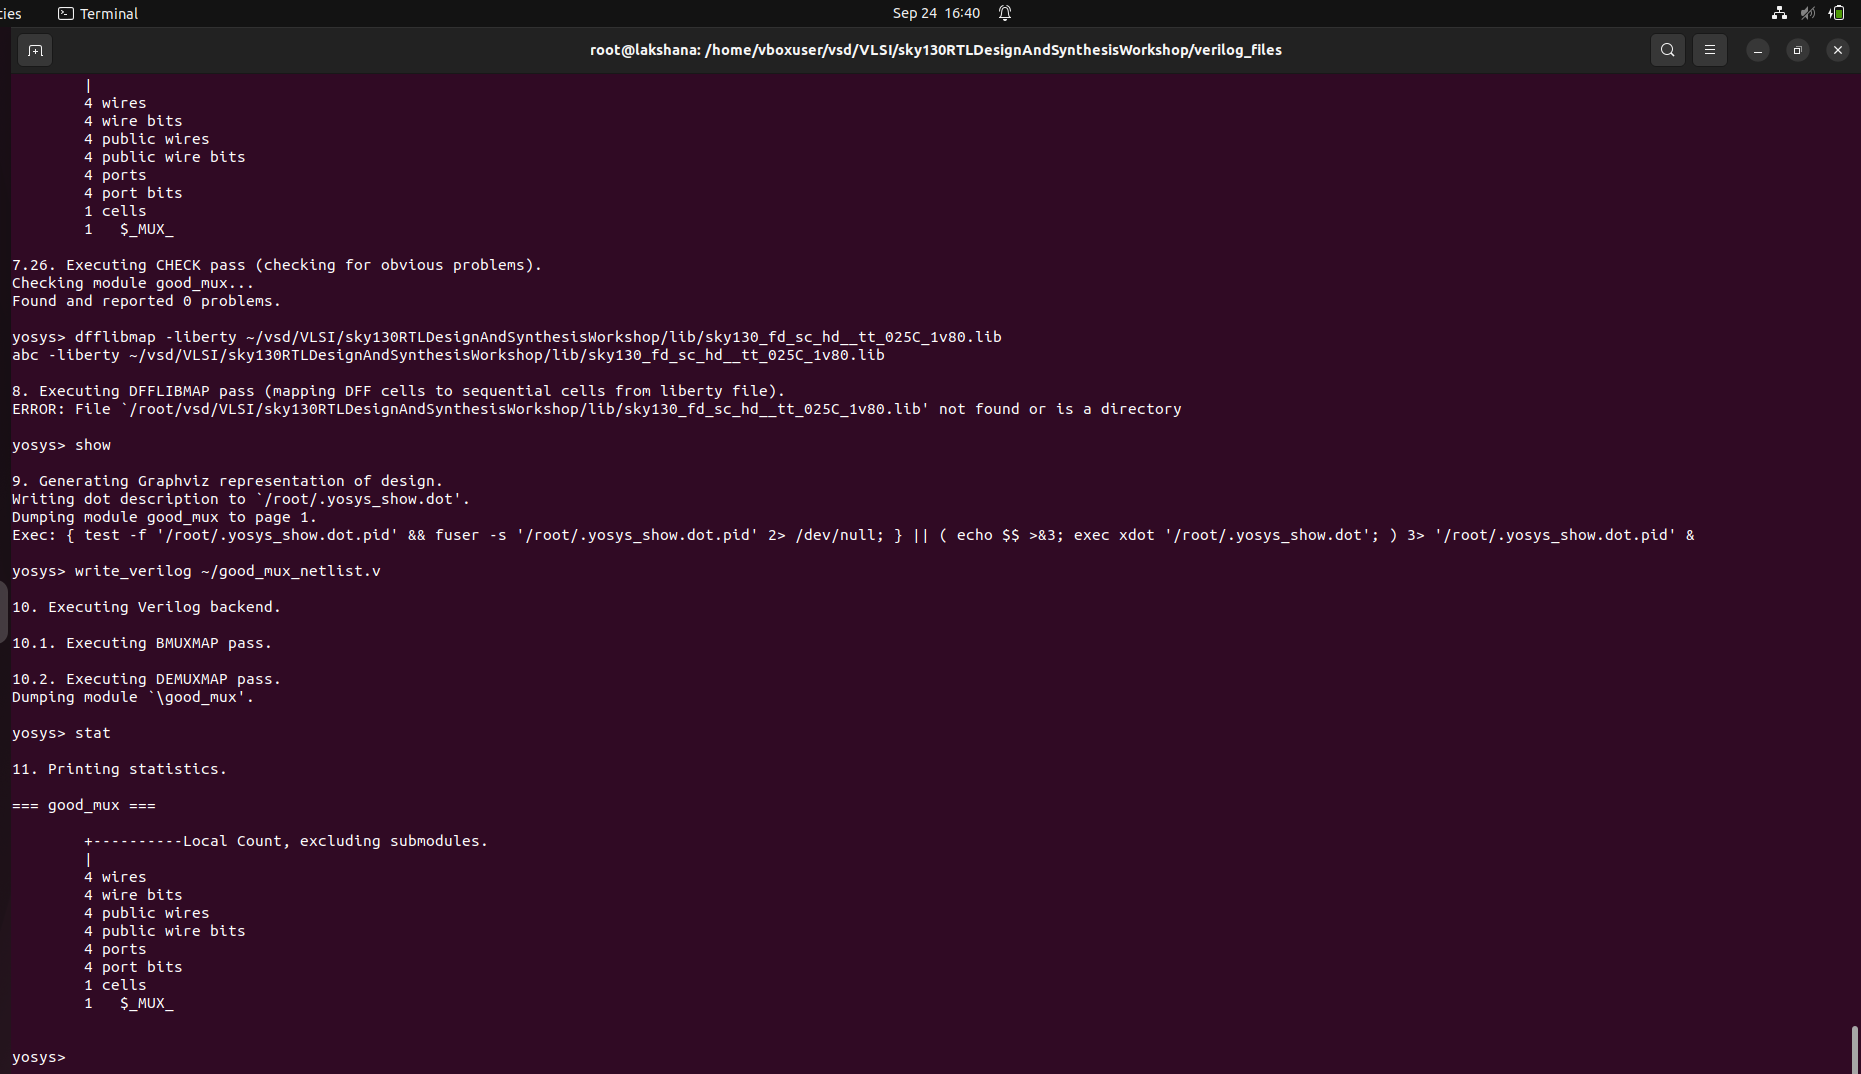 ties
Terminal
Sep 24 16:40
root@lakshana: /home/vboxuser/vsd/VLSI/sky130RTLDesignAndSynthesisWorkshop/verilog_files
|
4 wires
4 wire bits
4 public wires
4 public wire bits
4 ports
4 port bits
1 cells
1   $_MUX_
7.26. Executing CHECK pass (checking for obvious problems).
Checking module good_mux...
Found and reported 0 problems.
yosys> dfflibmap -liberty ~/vsd/VLSI/sky130RTLDesignAndSynthesisWorkshop/lib/sky130_fd_sc_hd__tt_025C_1v80.lib
abc -liberty ~/vsd/VLSI/sky130RTLDesignAndSynthesisWorkshop/lib/sky130_fd_sc_hd__tt_025C_1v80.lib
8. Executing DFFLIBMAP pass (mapping DFF cells to sequential cells from liberty file).
ERROR: File `/root/vsd/VLSI/sky130RTLDesignAndSynthesisWorkshop/lib/sky130_fd_sc_hd__tt_025C_1v80.lib' not found or is a directory
yosys> show
9. Generating Graphviz representation of design.
Writing dot description to `/root/.yosys_show.dot'.
Dumping module good_mux to page 1.
Exec: { test -f '/root/.yosys_show.dot.pid' && fuser -s '/root/.yosys_show.dot.pid' 2> /dev/null; } || ( echo $$ >&3; exec xdot '/root/.yosys_show.dot'; ) 3> '/root/.yosys_show.dot.pid' &
yosys> write_verilog ~/good_mux_netlist.v
10. Executing Verilog backend.
10.1. Executing BMUXMAP pass.
10.2. Executing DEMUXMAP pass.
Dumping module `\good_mux'.
yosys> stat
11. Printing statistics.
=== good_mux ===
+----------Local Count, excluding submodules.
|
4 wires
4 wire bits
4 public wires
4 public wire bits
4 ports
4 port bits
1 cells
1   $_MUX_
yosys>